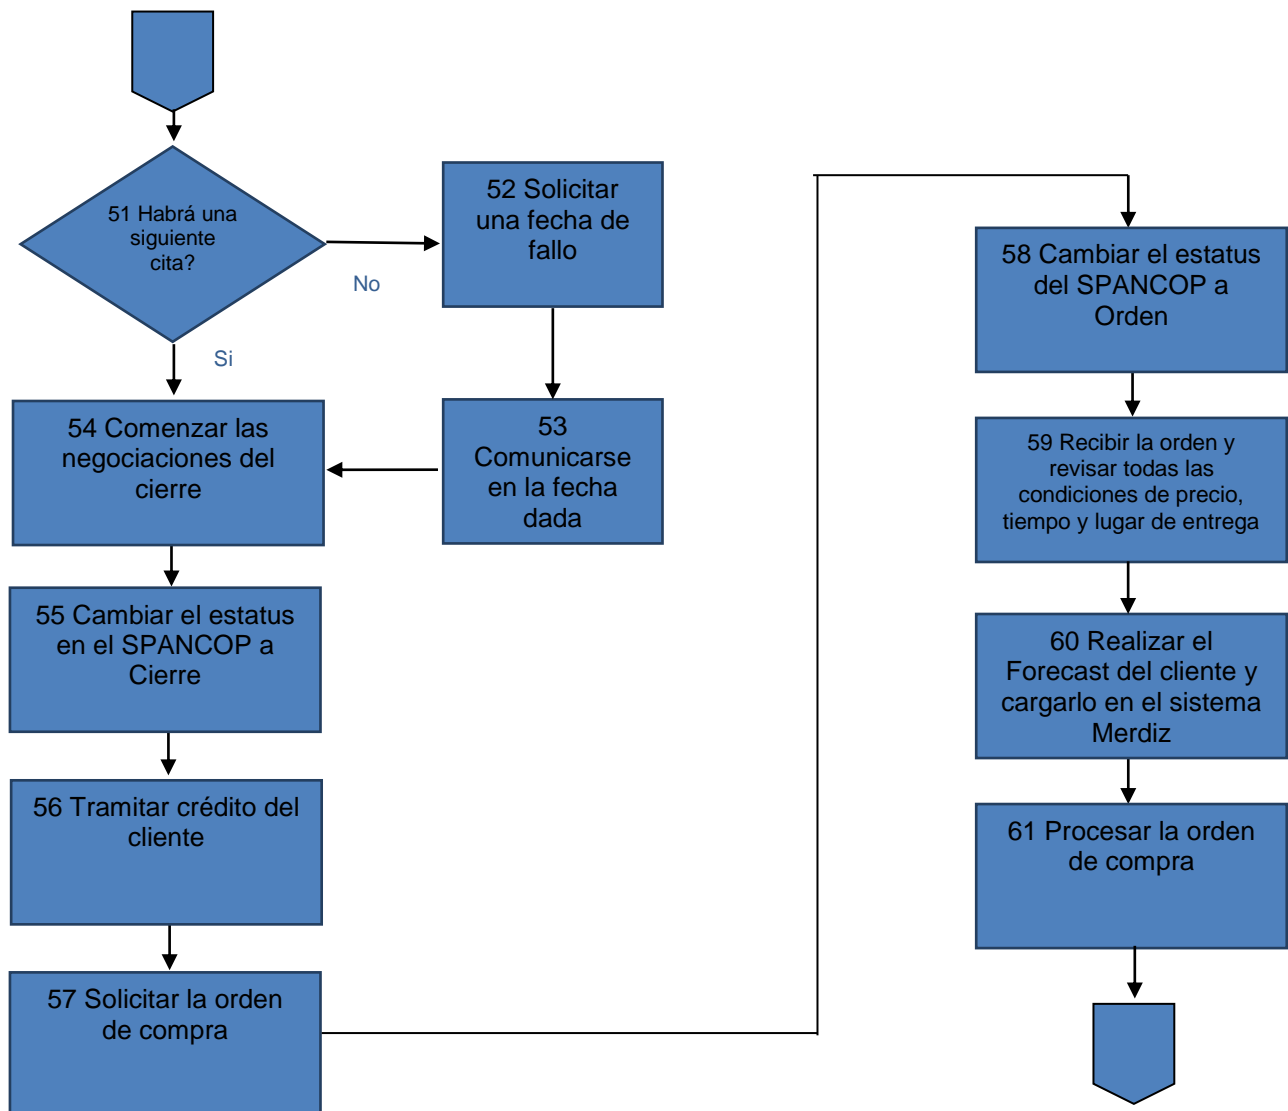 51 Habrá una
siguiente
cita?
No
Si
52 Solicitar
una fecha de
fallo
53
Comunicarse
en la fecha
dada
54 Comenzar las
negociaciones del
cierre
55 Cambiar el estatus
en el SPANCOP a
Cierre
56 Tramitar crédito del
cliente
57 Solicitar la orden
de compra
58 Cambiar el estatus
del SPANCOP a
Orden
59 Recibir la orden y
revisar todas las
condiciones de precio,
tiempo y lugar de entrega
60 Realizar el
Forecast del cliente y
cargarlo en el sistema
Merdiz
61 Procesar la orden
de compra